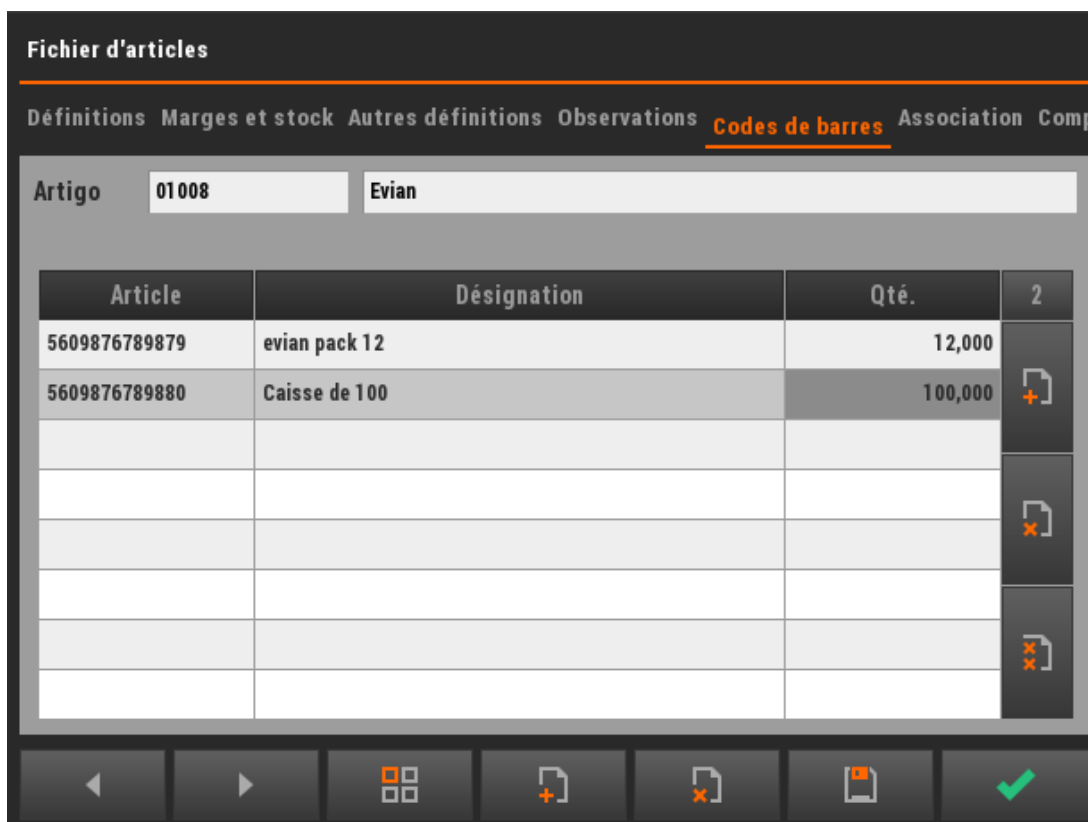 Fichier d'articles
Définitions Marges et stock Autres définitions Observations Codes de barres Association Comp
Artigo 01008 Evian
Article Désignation Qté. 2
5609876789879 evian pack 12 12,000
5609876789880 Caisse de 100 100,000